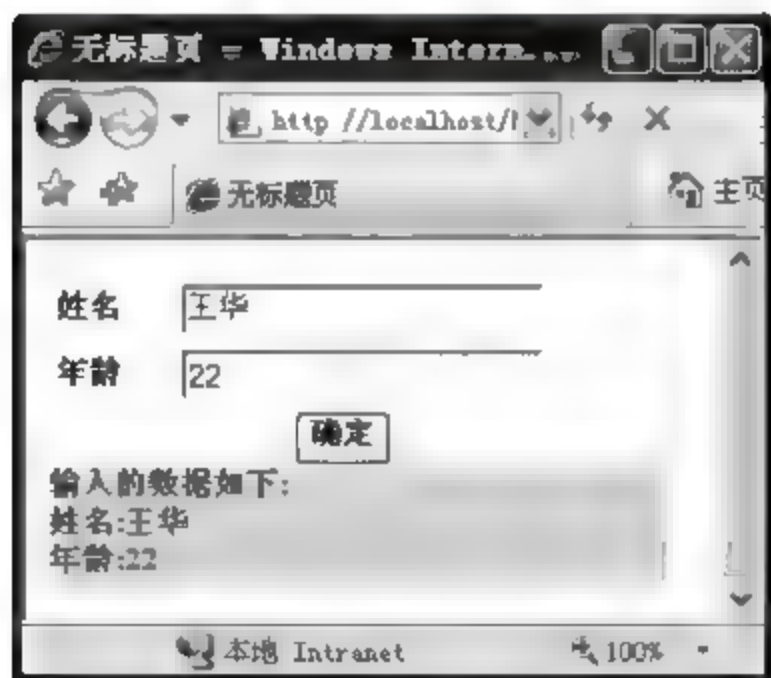 无标题页 - Windows Intern...
http //localhost/
无标题页
主页
姓名 王华
年龄 22
确定
输入的数据如下:
姓名:王华
年龄:22
本地 Intranet
100%